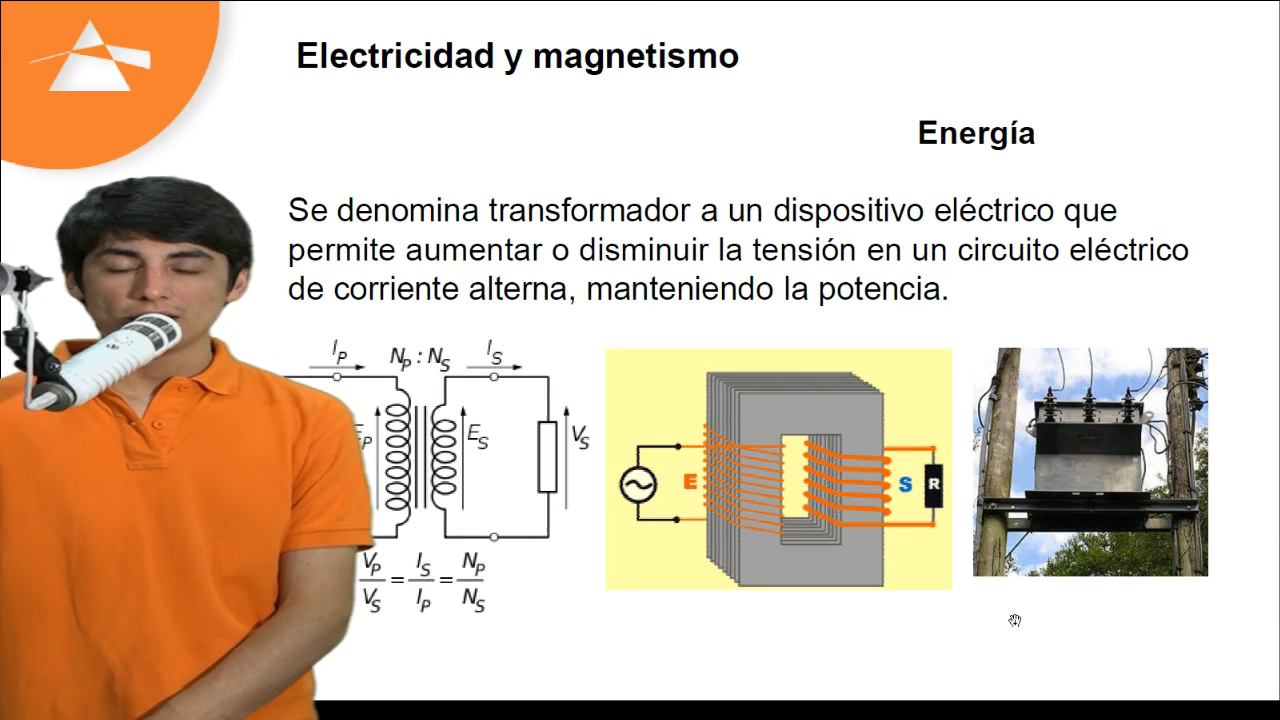 Electricidad y magnetismo
Energía
Se denomina transformador a un dispositivo eléctrico que
permite aumentar o disminuir la tensión en un circuito eléctrico
de corriente alterna, manteniendo la potencia.
I_P N_P : N_S I_S
E_P E_S V_S
E S R
V_P/V_S = I_S/I_P = N_P/N_S